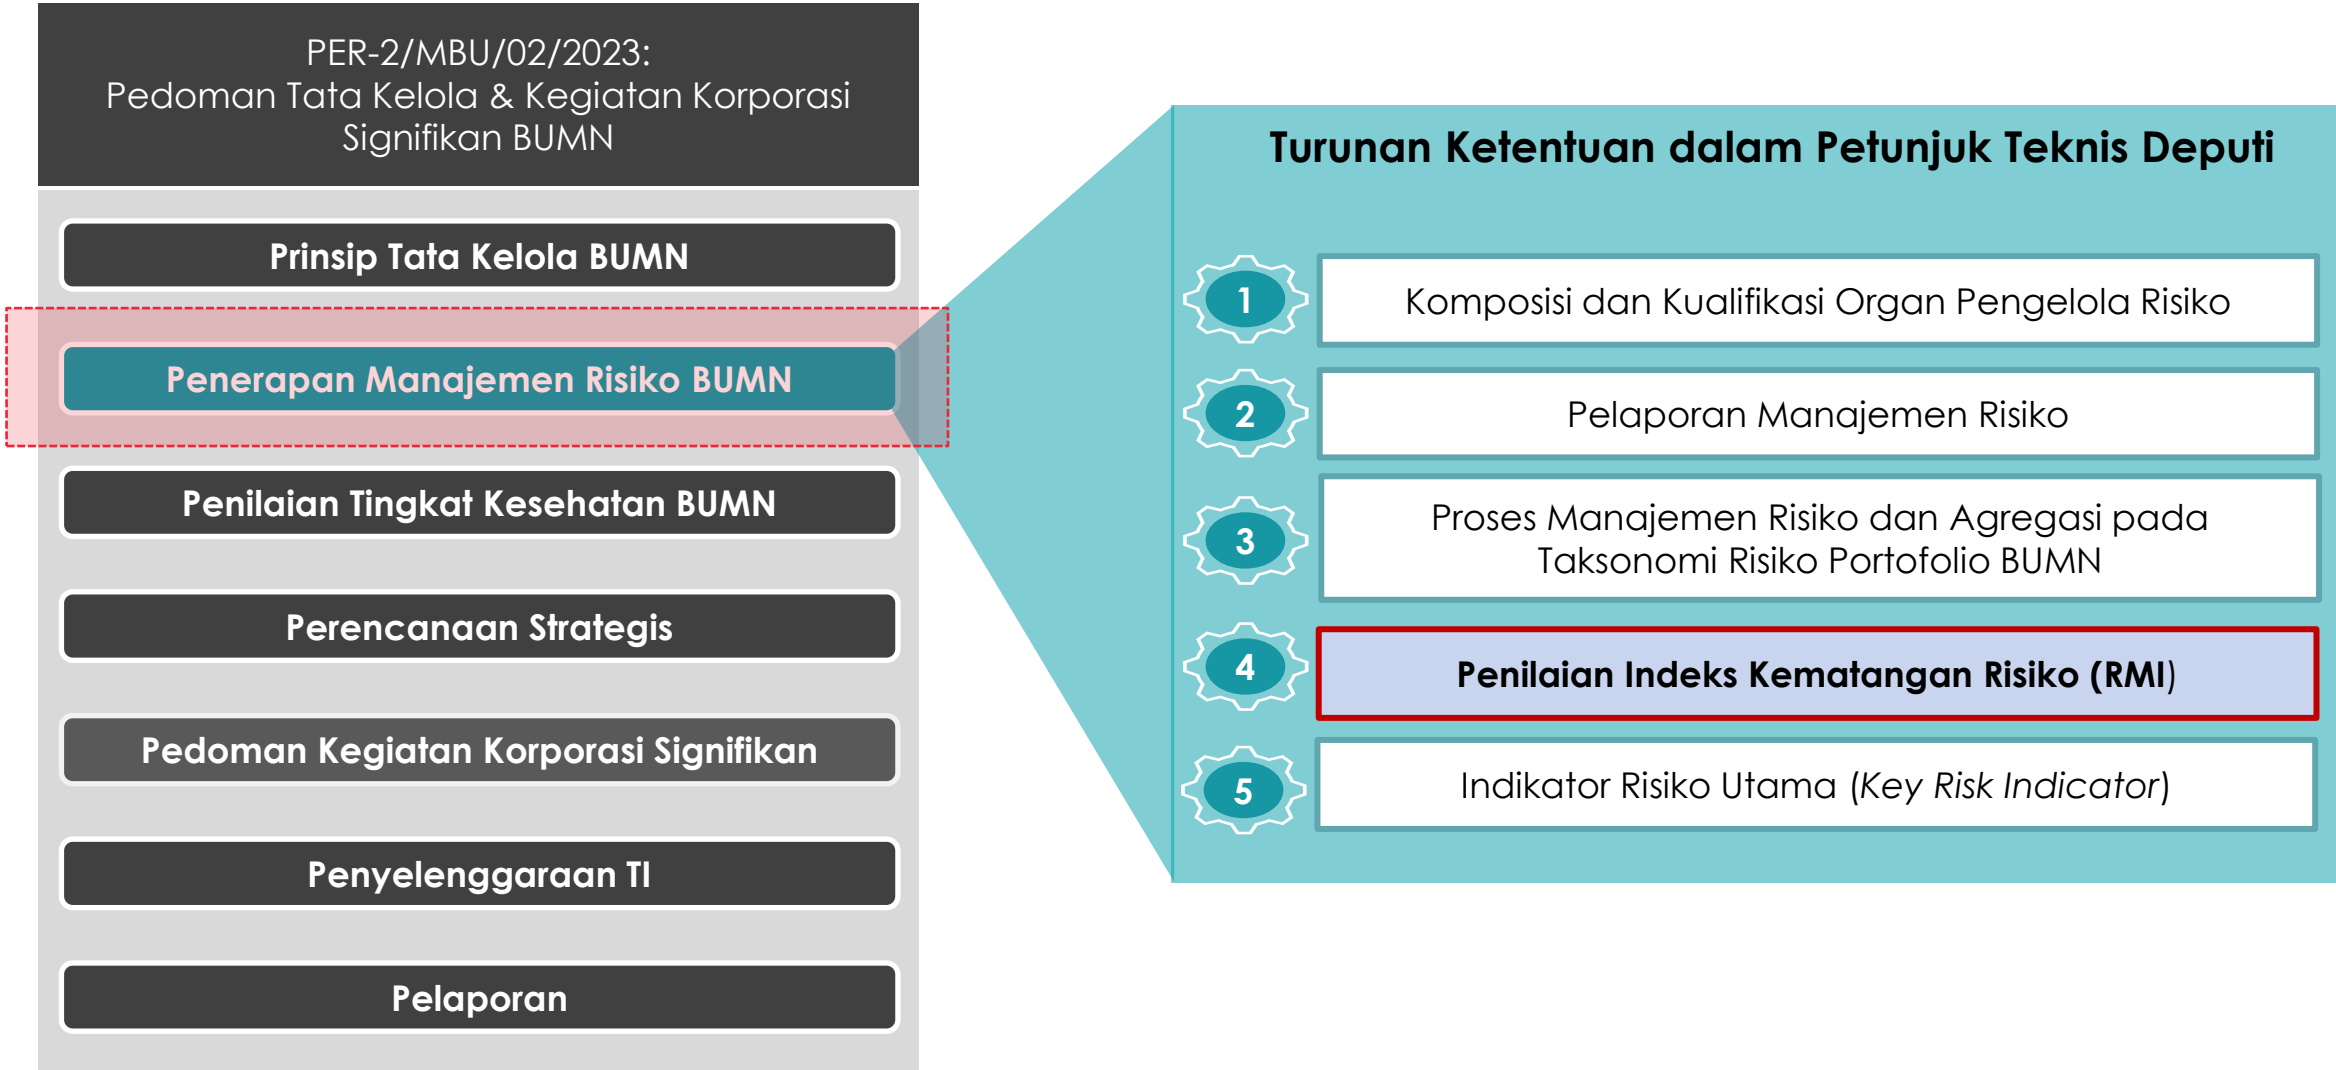 PER-2/MBU/02/2023:
Pedoman Tata Kelola & Kegiatan Korporasi
Signifikan BUMN
Prinsip Tata Kelola BUMN
Penerapan Manajemen Risiko BUMN
Penilaian Tingkat Kesehatan BUMN
Perencanaan Strategis
Pedoman Kegiatan Korporasi Signifikan
Penyelenggaraan TI
Pelaporan
Turunan Ketentuan dalam Petunjuk Teknis Deputi
1 Komposisi dan Kualifikasi Organ Pengelola Risiko
2 Pelaporan Manajemen Risiko
3 Proses Manajemen Risiko dan Agregasi pada
Taksonomi Risiko Portofolio BUMN
4 Penilaian Indeks Kematangan Risiko (RMI)
5 Indikator Risiko Utama (Key Risk Indicator)